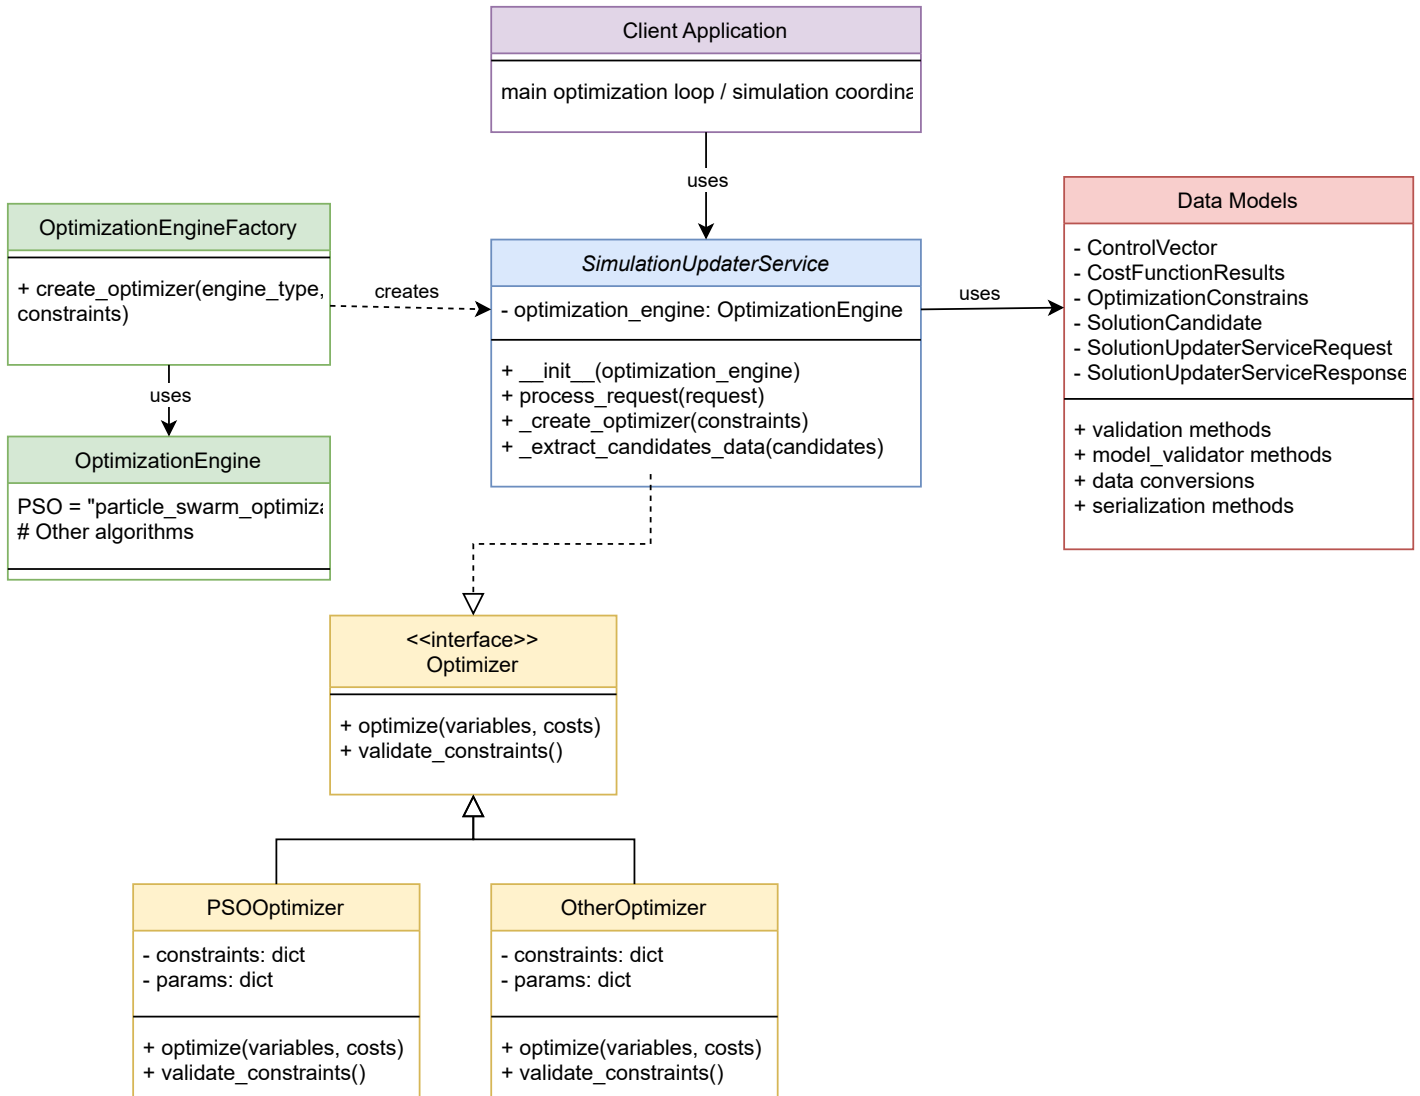 Client Application
main optimization loop / simulation coordina
uses
OptimizationEngineFactory
+ create_optimizer(engine_type,
constraints)
creates
uses
OptimizationEngine
PSO = "particle_swarm_optimiza
# Other algorithms
SimulationUpdaterService
- optimization_engine: OptimizationEngine
+ __init__(optimization_engine)
+ process_request(request)
+ _create_optimizer(constraints)
+ _extract_candidates_data(candidates)
uses
Data Models
- ControlVector
- CostFunctionResults
- OptimizationConstrains
- SolutionCandidate
- SolutionUpdaterServiceRequest
- SolutionUpdaterServiceResponse
+ validation methods
+ model_validator methods
+ data conversions
+ serialization methods
<<interface>>
Optimizer
+ optimize(variables, costs)
+ validate_constraints()
PSOOptimizer
- constraints: dict
- params: dict
+ optimize(variables, costs)
+ validate_constraints()
OtherOptimizer
- constraints: dict
- params: dict
+ optimize(variables, costs)
+ validate_constraints()